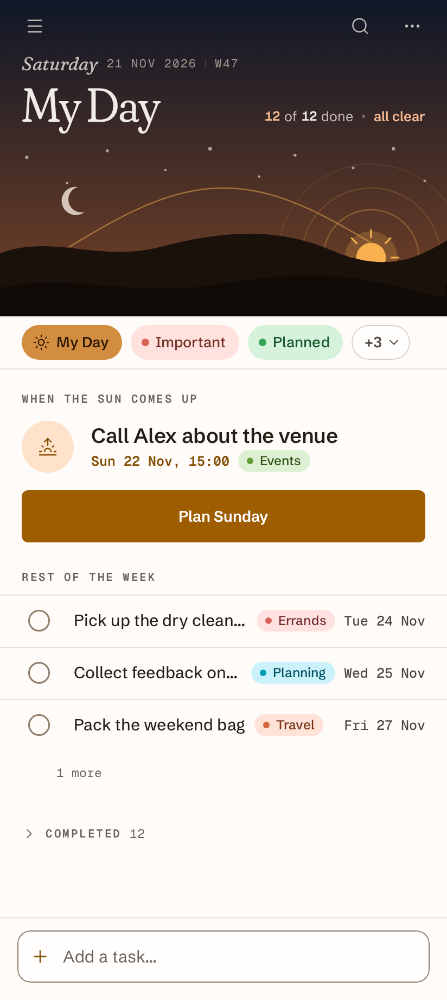 Saturday 21 NOV 2026 W47
My Day
12 of 12 done • all clear
My Day
Important
Planned
+3
WHEN THE SUN COMES UP
Call Alex about the venue
Sun 22 Nov, 15:00 Events
Plan Sunday
REST OF THE WEEK
Pick up the dry clean… Errands Tue 24 Nov
Collect feedback on… Planning Wed 25 Nov
Pack the weekend bag Travel Fri 27 Nov
1 more
COMPLETED 12
Add a task…